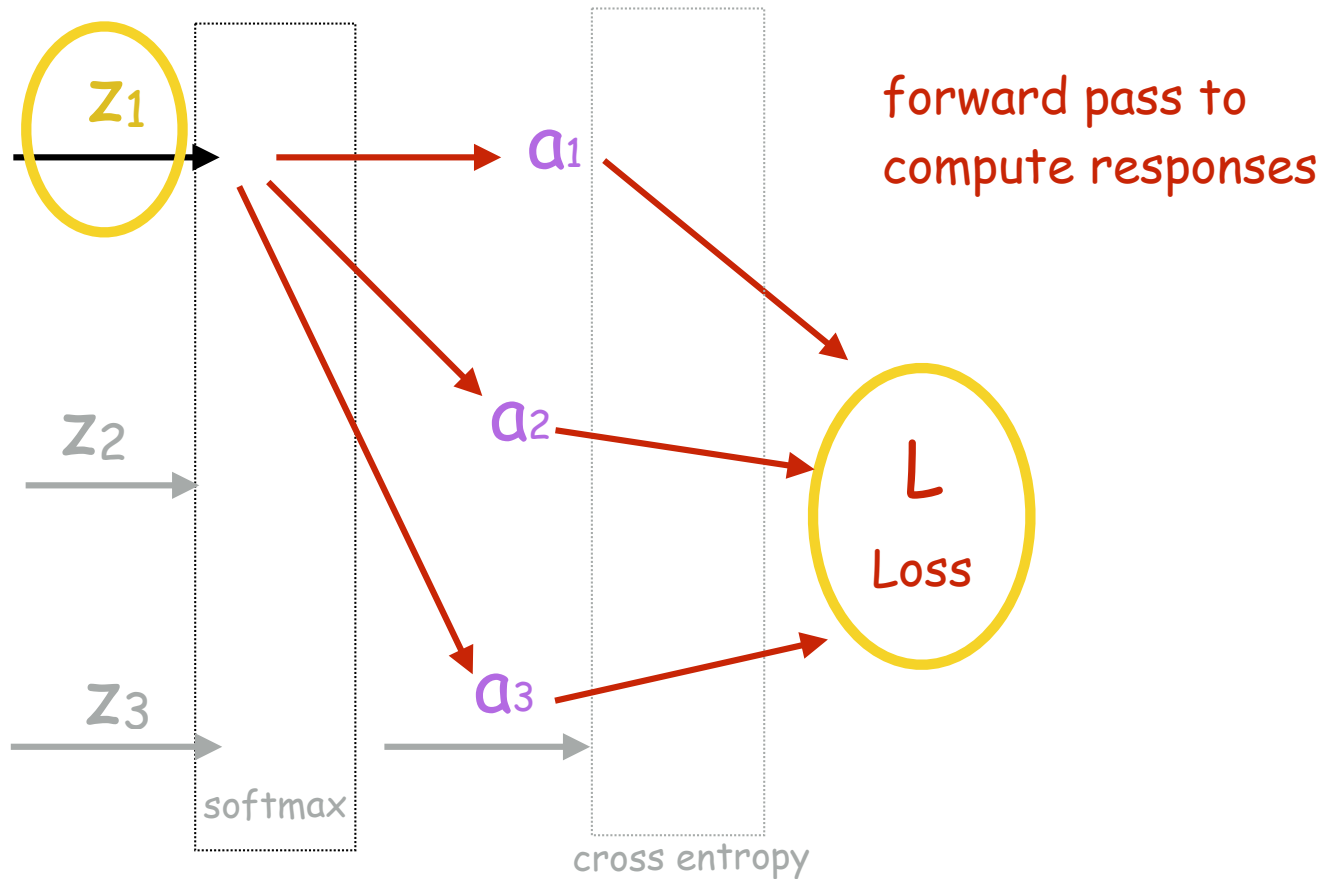 z1
a1
forward pass to
compute responses
z2
a2
L
Loss
z3
a3
softmax
cross entropy